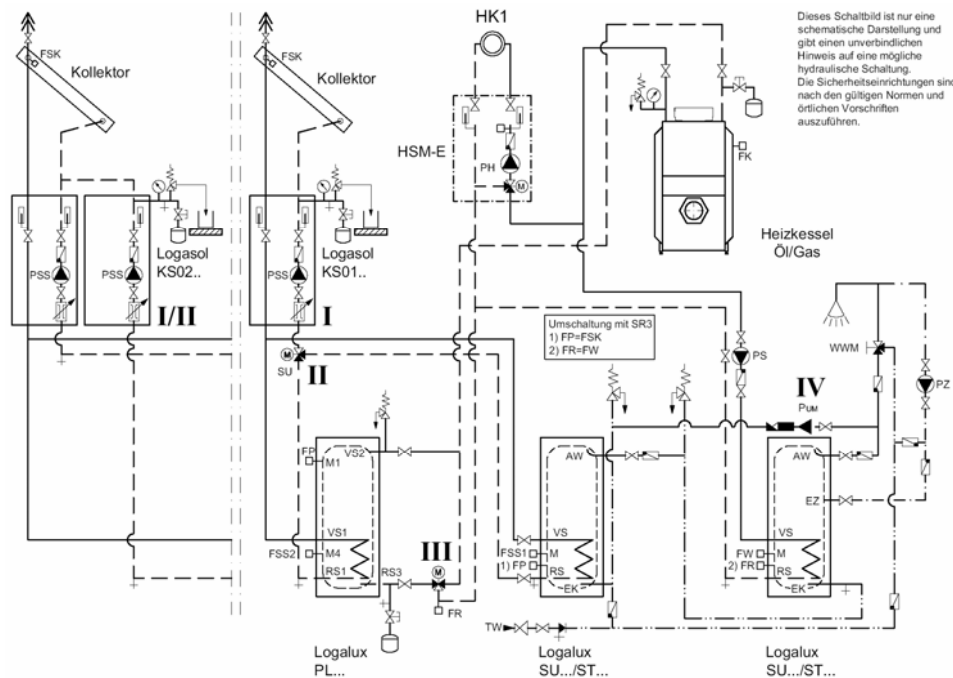 HK1
Dieses Schaltbild ist nur eine
schematische Darstellung und
gibt einen unverbindlichen
Hinweis auf eine mögliche
hydraulische Schaltung.
Die Sicherheitseinrichtungen sind
nach den gültigen Normen und
örtlichen Vorschriften
auszuführen.
FSK
Kollektor
FSK
Kollektor
HSM-E
PH
M
FK
Heizkessel
Öl/Gas
Logasol
KS02..
PSS
PSS
I/II
Logasol
KS01..
PSS
I
M
SU
II
Umschaltung mit SR3
1) FP=FSK
2) FR=FW
PS
WWM
PZ
IV
PUM
FP
M1
VS2
AW
AW
EZ
VS1
FSS2
M4
RS1
RS3
III
M
FR
VS
FSS1
M
1) FP
RS
EK
VS
FW
M
2) FR
RS
EK
TW
Logalux
PL...
Logalux
SU.../ST...
Logalux
SU.../ST...